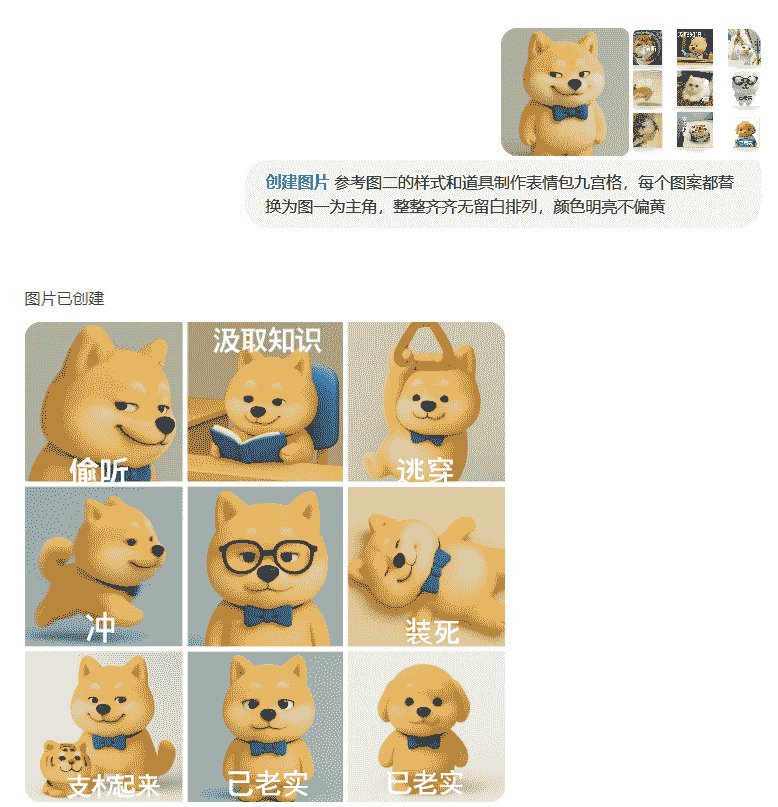 创建图片 参考图二的样式和道具制作表情包九宫格，每个图案都替
换为图一为主角，整整齐齐无留白排列，颜色明亮不偏黄
图片已创建
偷听
汲取知识
逃穿
冲
装死
支棱起来
已老实
已老实